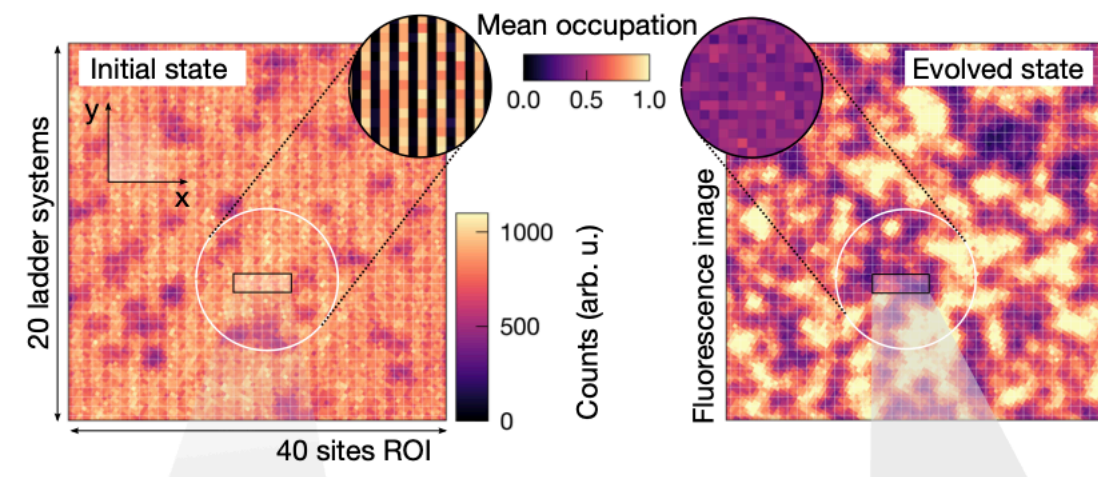 Mean occupation
0.0 0.5 1.0
Initial state
y
x
20 ladder systems
40 sites ROI
1000
500
0
Counts (arb. u.)
Evolved state
Fluorescence image